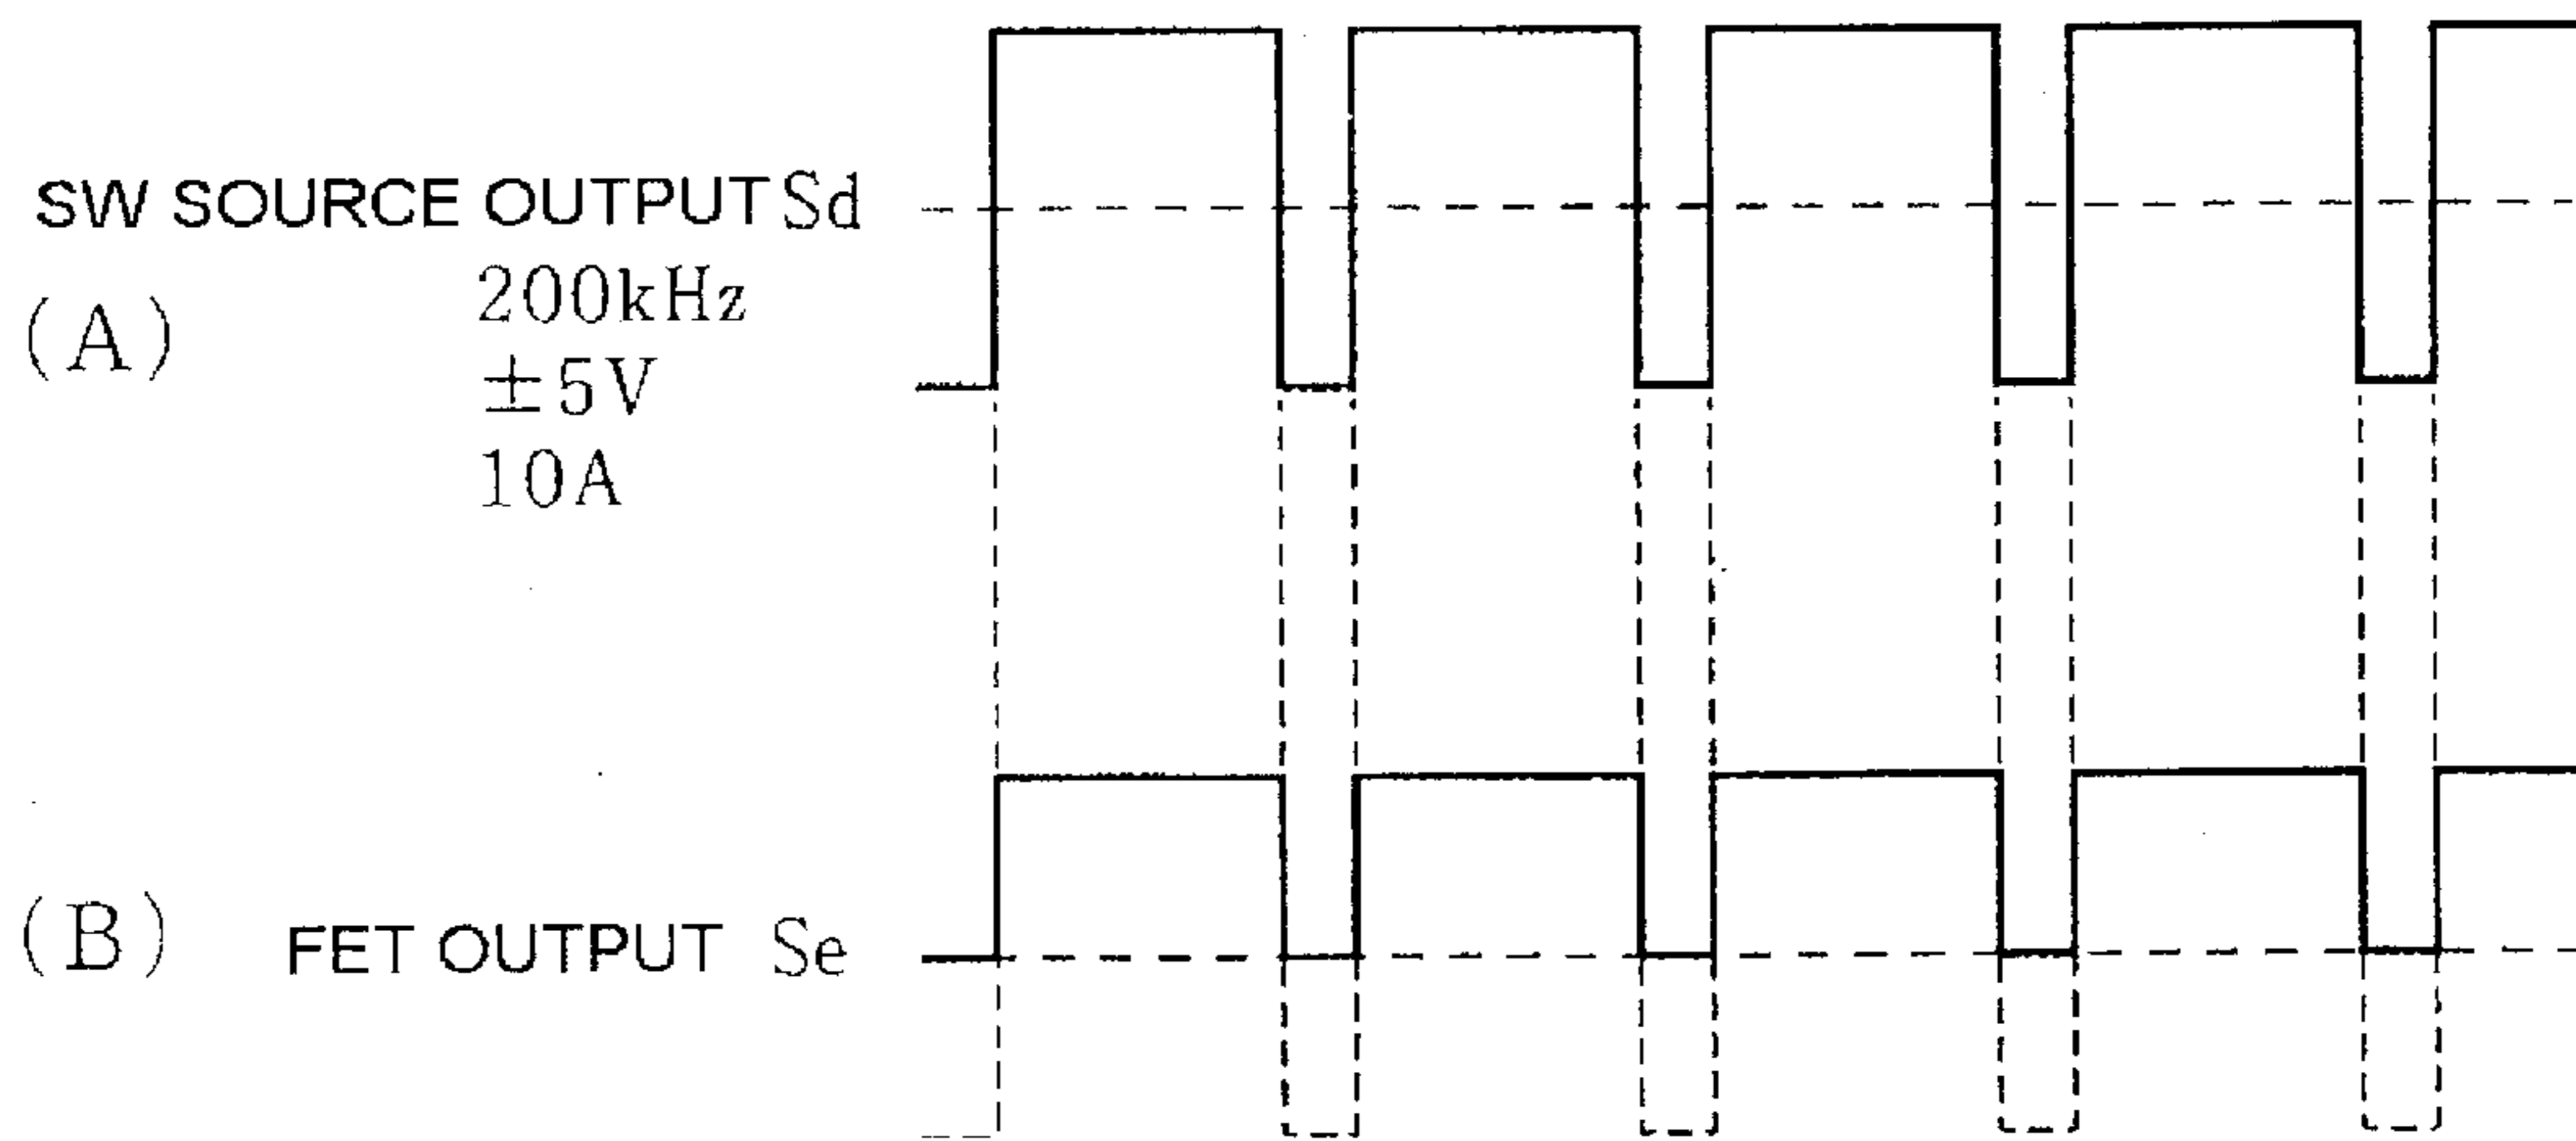 SW SOURCE OUTPUT Sd
200kHz
(A)
±5V
10A
(B) FET OUTPUT Se